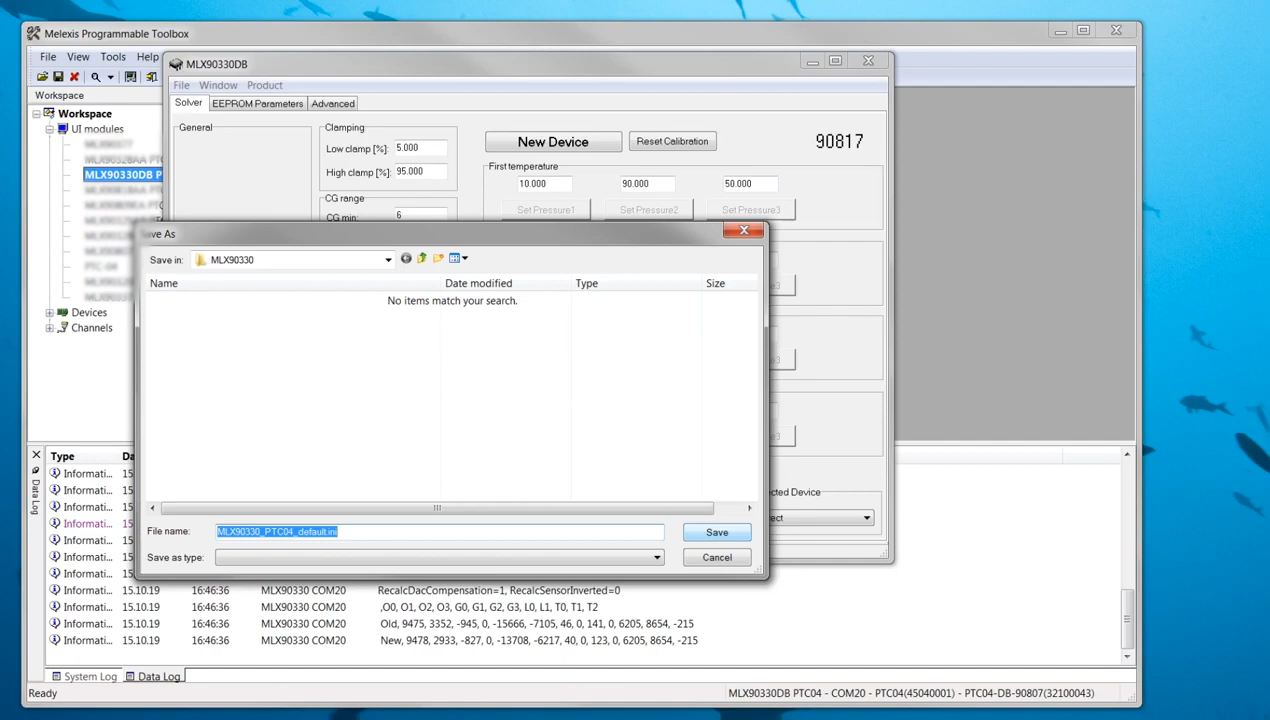 Melexis Programmable Toolbox
File View Tools Help
Workspace
Workspace
UI modules
MLX90330DB P
Devices
Channels
MLX90330DB
File Window Product
Solver EEPROM Parameters Advanced
General
Clamping
Low clamp [%]: 5.000
High clamp [%]: 95.000
CG range
CG min: 6
New Device Reset Calibration 90817
First temperature
10.000 90.000 50.000
Set Pressure1 Set Pressure2 Set Pressure3
cted Device
ect
Save As
Save in: MLX90330
Name Date modified Type Size
No items match your search.
File name: MLX90330_PTC04_default.ini Save
Save as type: Cancel
Data Log
Type Da
Informati... 15
Informati... 15
Informati... 15
Informati... 15
Informati... 15
Informati... 15
Informati... 15
Informati... 15.10.19 16:46:36 MLX90330 COM20 RecalcDacCompensation=1, RecalcSensorInverted=0
Informati... 15.10.19 16:46:36 MLX90330 COM20 ,O0, O1, O2, O3, G0, G1, G2, G3, L0, L1, T0, T1, T2
Informati... 15.10.19 16:46:36 MLX90330 COM20 Old, 9475, 3352, -945, 0, -15666, -7105, 46, 0, 141, 0, 6205, 8654, -215
Informati... 15.10.19 16:46:36 MLX90330 COM20 New, 9478, 2933, -827, 0, -13708, -6217, 40, 0, 123, 0, 6205, 8654, -215
System Log Data Log
Ready MLX90330DB PTC04 - COM20 - PTC04(45040001) - PTC04-DB-90807(32100043)